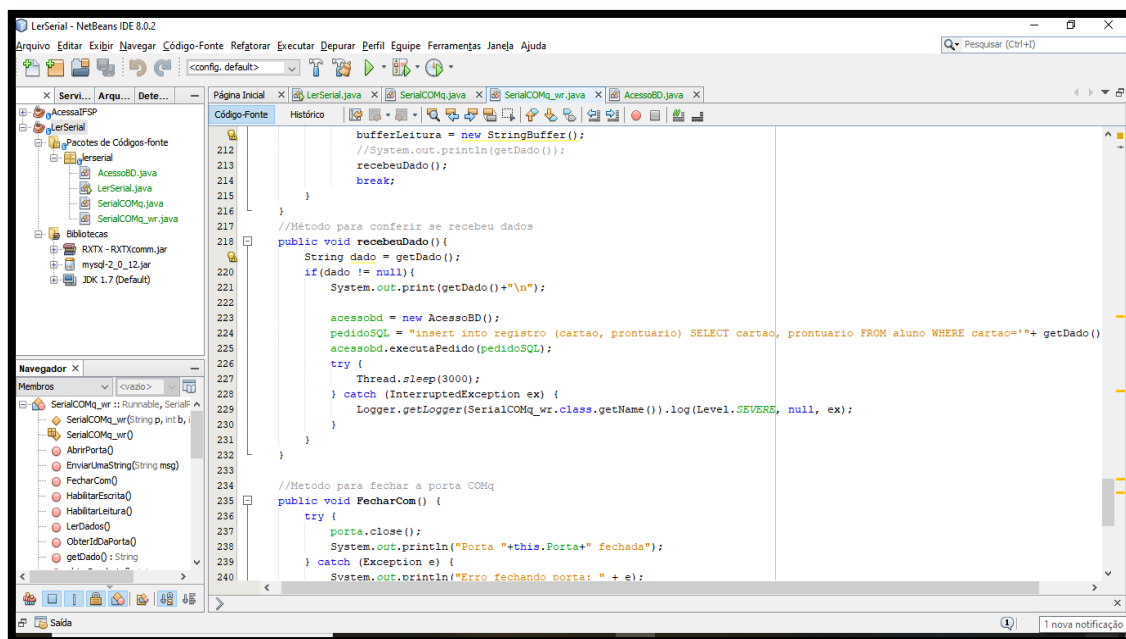 LerSerial - NetBeans IDE 8.0.2
Arquivo Editar Exibir Navegar Código-Fonte Refatorar Executar Depurar Perfil Equipe Ferramentas Janela Ajuda
Pesquisar (Ctrl+I)
<config. default>
Servi... Arqu... Dete...
Página Inicial LerSerial.java SerialCOMq.java SerialCOMq_wr.java AcessoBD.java
Código-Fonte Histórico
AcessaIFSP
LerSerial
Pacotes de Códigos-fonte
lerserial
AcessoBD.java
LerSerial.java
SerialCOMq.java
SerialCOMq_wr.java
Bibliotecas
RXTX - RXTXcomm.jar
mysql-2_0_12.jar
JDK 1.7 (Default)
Navegador
Membros <vazio>
SerialCOMq_wr :: Runnable, SerialP
SerialCOMq_wr(String p, int b, i
SerialCOMq_wr()
AbrirPorta()
EnviarUmaString(String msg)
FecharCom()
HabilitarEscrita()
HabilitarLeitura()
LerDados()
ObterIdDaPorta()
getDado() : String
bufferLeitura = new StringBuffer();
212 //System.out.println(getDado());
213 recebeuDado();
214 break;
215 }
216 }
217 //Método para conferir se recebeu dados
218 public void recebeuDado(){
String dado = getDado();
220 if(dado != null){
221 System.out.print(getDado()+"\n");
222
223 acessobd = new AcessoBD();
224 pedidoSQL = "insert into registro (cartao, prontuario) SELECT cartao, prontuario FROM aluno WHERE cartao='"+ getDado()
225 acessobd.executaPedido(pedidoSQL);
226 try {
227 Thread.sleep(3000);
228 } catch (InterruptedException ex) {
229 Logger.getLogger(SerialCOMq_wr.class.getName()).log(Level.SEVERE, null, ex);
230 }
231 }
232 }
233
234 //Metodo para fechar a porta COMq
235 public void FecharCom() {
236 try {
237 porta.close();
238 System.out.println("Porta "+this.Porta+" fechada");
239 } catch (Exception e) {
240 System.out.println("Erro fechando porta: " + e);
Saída
1
1 nova notificação